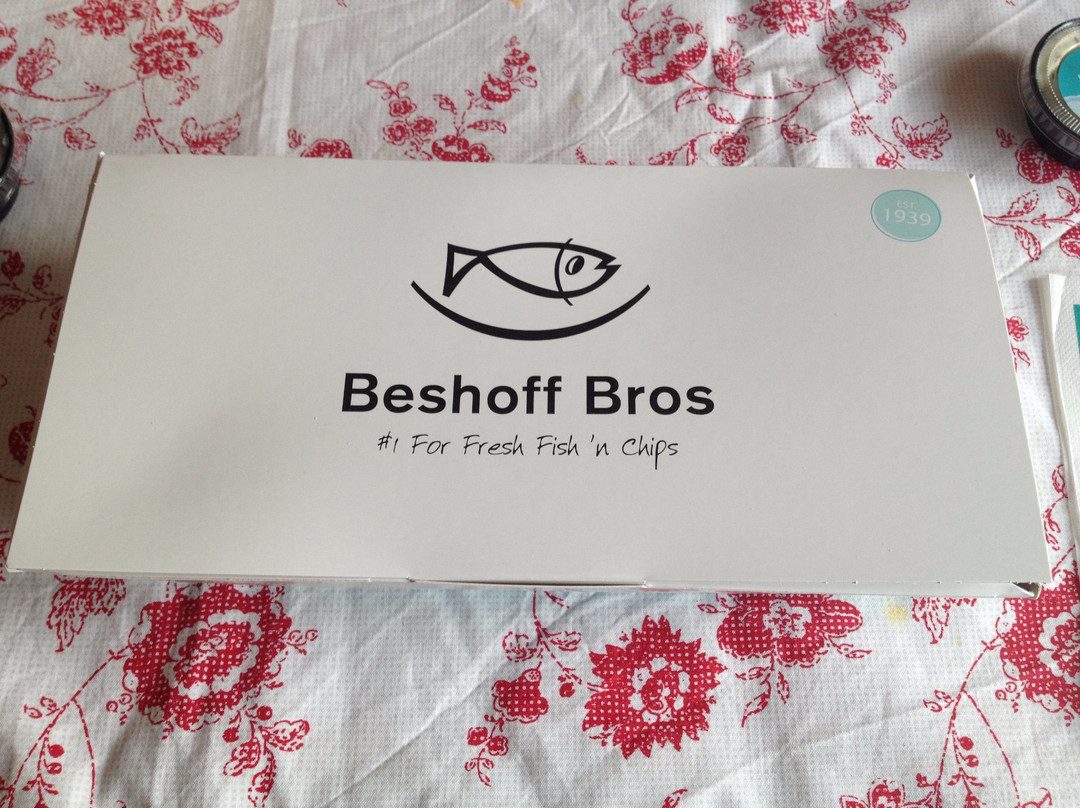 EST.
1939
Beshoff Bros
#1 For Fresh Fish 'n Chips